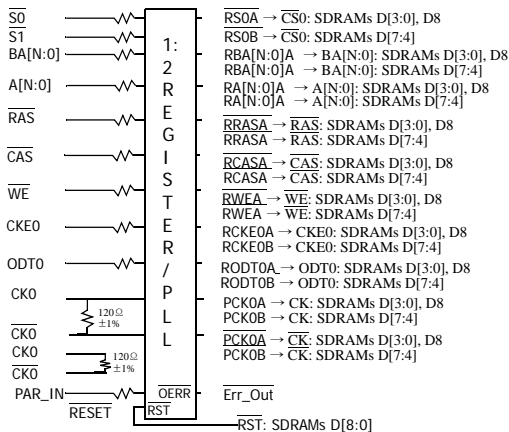 S0
S1
BA[N:0]
A[N:0]
RAS
CAS
WE
CKE0
ODT0
CK0
120Ω
±1%
CK0
CK0
120Ω
±1%
CK0
PAR_IN
RESET
1:
2
R
E
G
I
S
T
E
R
/
P
L
L
OERR
RST
RS0A → CS0: SDRAMs D[3:0], D8
RS0B → CS0: SDRAMs D[7:4]
RBA[N:0]A → BA[N:0]: SDRAMs D[3:0], D8
RBA[N:0]A → BA[N:0]: SDRAMs D[7:4]
RA[N:0]A → A[N:0]: SDRAMs D[3:0], D8
RA[N:0]A → A[N:0]: SDRAMs D[7:4]
RRASA → RAS: SDRAMs D[3:0], D8
RRASA → RAS: SDRAMs D[7:4]
RCASA → CAS: SDRAMs D[3:0], D8
RCASA → CAS: SDRAMs D[7:4]
RWEA → WE: SDRAMs D[3:0], D8
RWEA → WE: SDRAMs D[7:4]
RCKE0A → CKE0: SDRAMs D[3:0], D8
RCKE0B → CKE0: SDRAMs D[7:4]
RODT0A → ODT0: SDRAMs D[3:0], D8
RODT0B → ODT0: SDRAMs D[7:4]
PCK0A → CK: SDRAMs D[3:0], D8
PCK0B → CK: SDRAMs D[7:4]
PCK0A → CK: SDRAMs D[3:0], D8
PCK0B → CK: SDRAMs D[7:4]
Err_Out
RST: SDRAMs D[8:0]